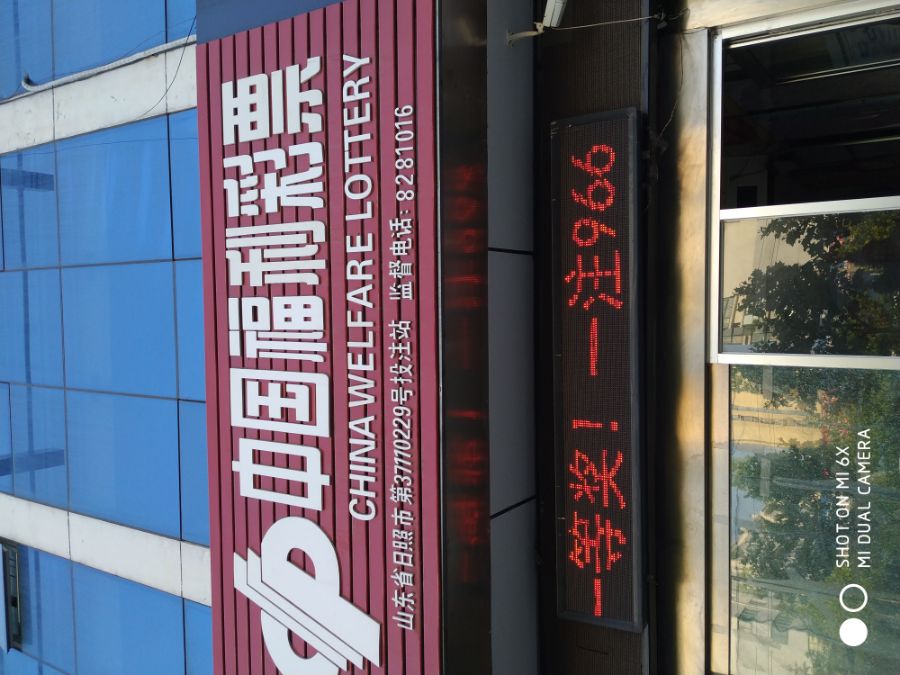 中国福利彩票
CHINA WELFARE LOTTERY
山东省日照市 第37110229号投注站 监督电话: 8281016
一等奖！一注966
SHOT ON MI 6X
MI DUAL CAMERA